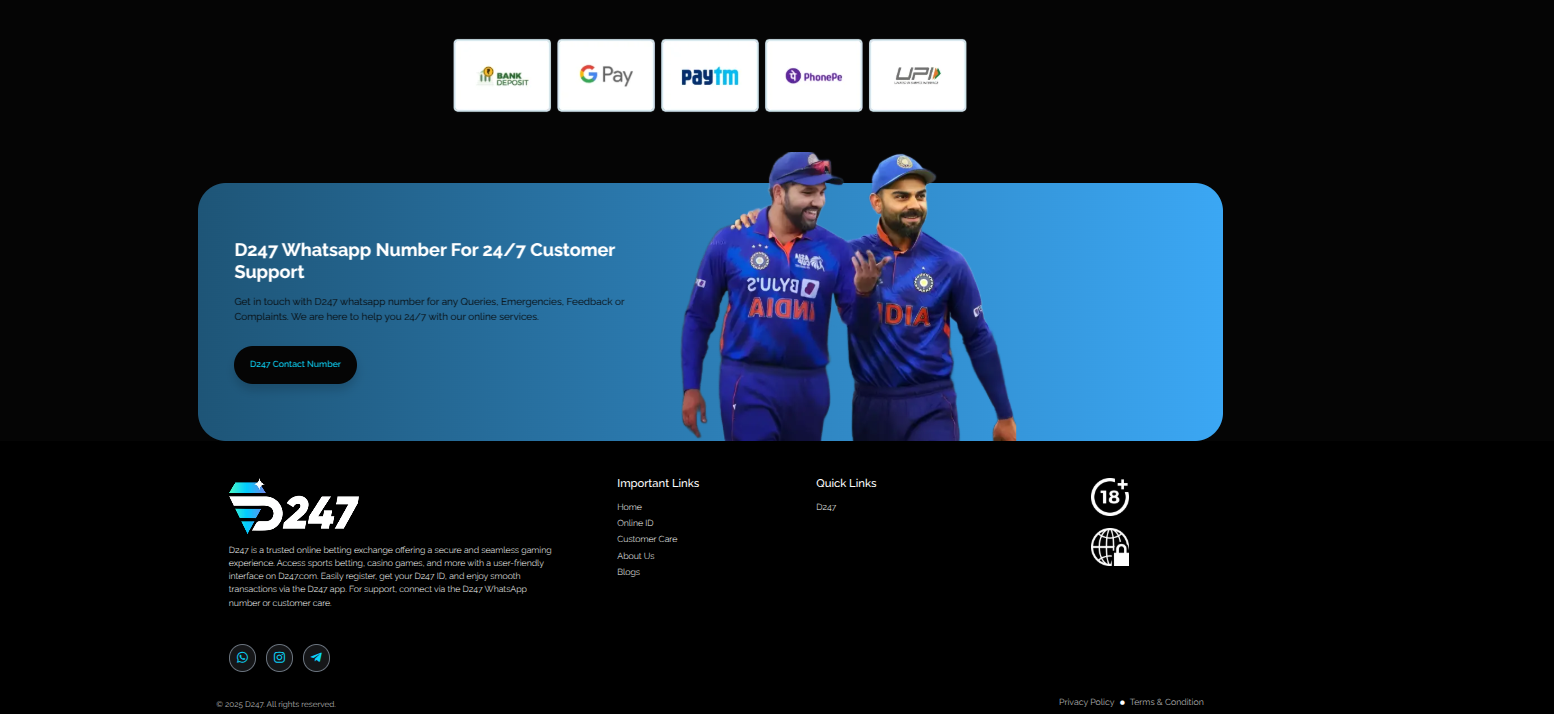 BANK
DEPOSIT
G Pay
paytm
PhonePe
UPI
D247 Whatsapp Number For 24/7 Customer
Support
Get in touch with D247 whatsapp number for any Queries, Emergencies, Feedback or
Complaints. We are here to help you 24/7 with our online services.
D247 Contact Number
BYJU'S
INDIA
INDIA
D247
D247 is a trusted online betting exchange offering a secure and seamless gaming
experience. Access sports betting, casino games, and more with a user-friendly
interface on D247.com. Easily register, get your D247 ID, and enjoy smooth
transactions via the D247 app. For support, connect via the D247 WhatsApp
number or customer care.
Important Links
Home
Online ID
Customer Care
About Us
Blogs
Quick Links
D247
18+
© 2025 D247. All rights reserved.
Privacy Policy ● Terms & Condition